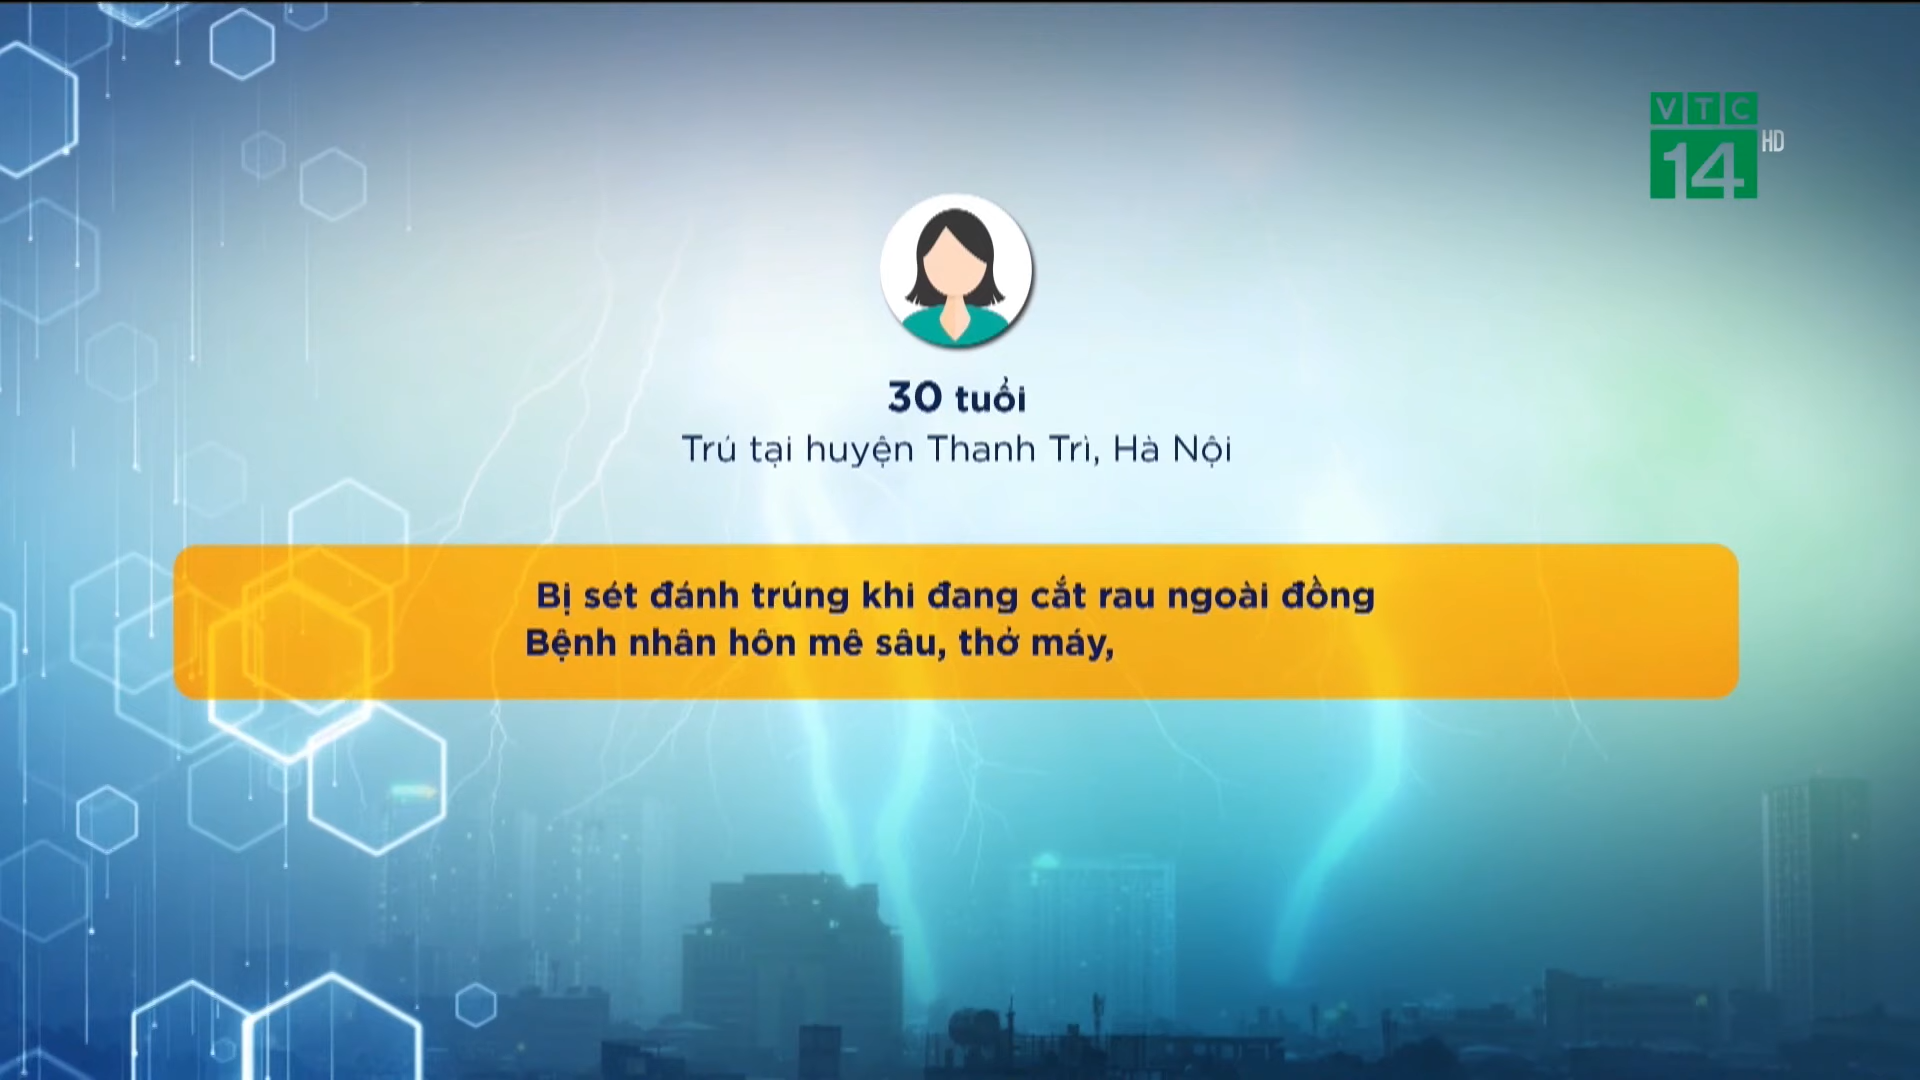 VTC
14 HD
30 tuổi
Trú tại huyện Thanh Trì, Hà Nội
Bị sét đánh trúng khi đang cắt rau ngoài đồng
Bệnh nhân hôn mê sâu, thở máy,